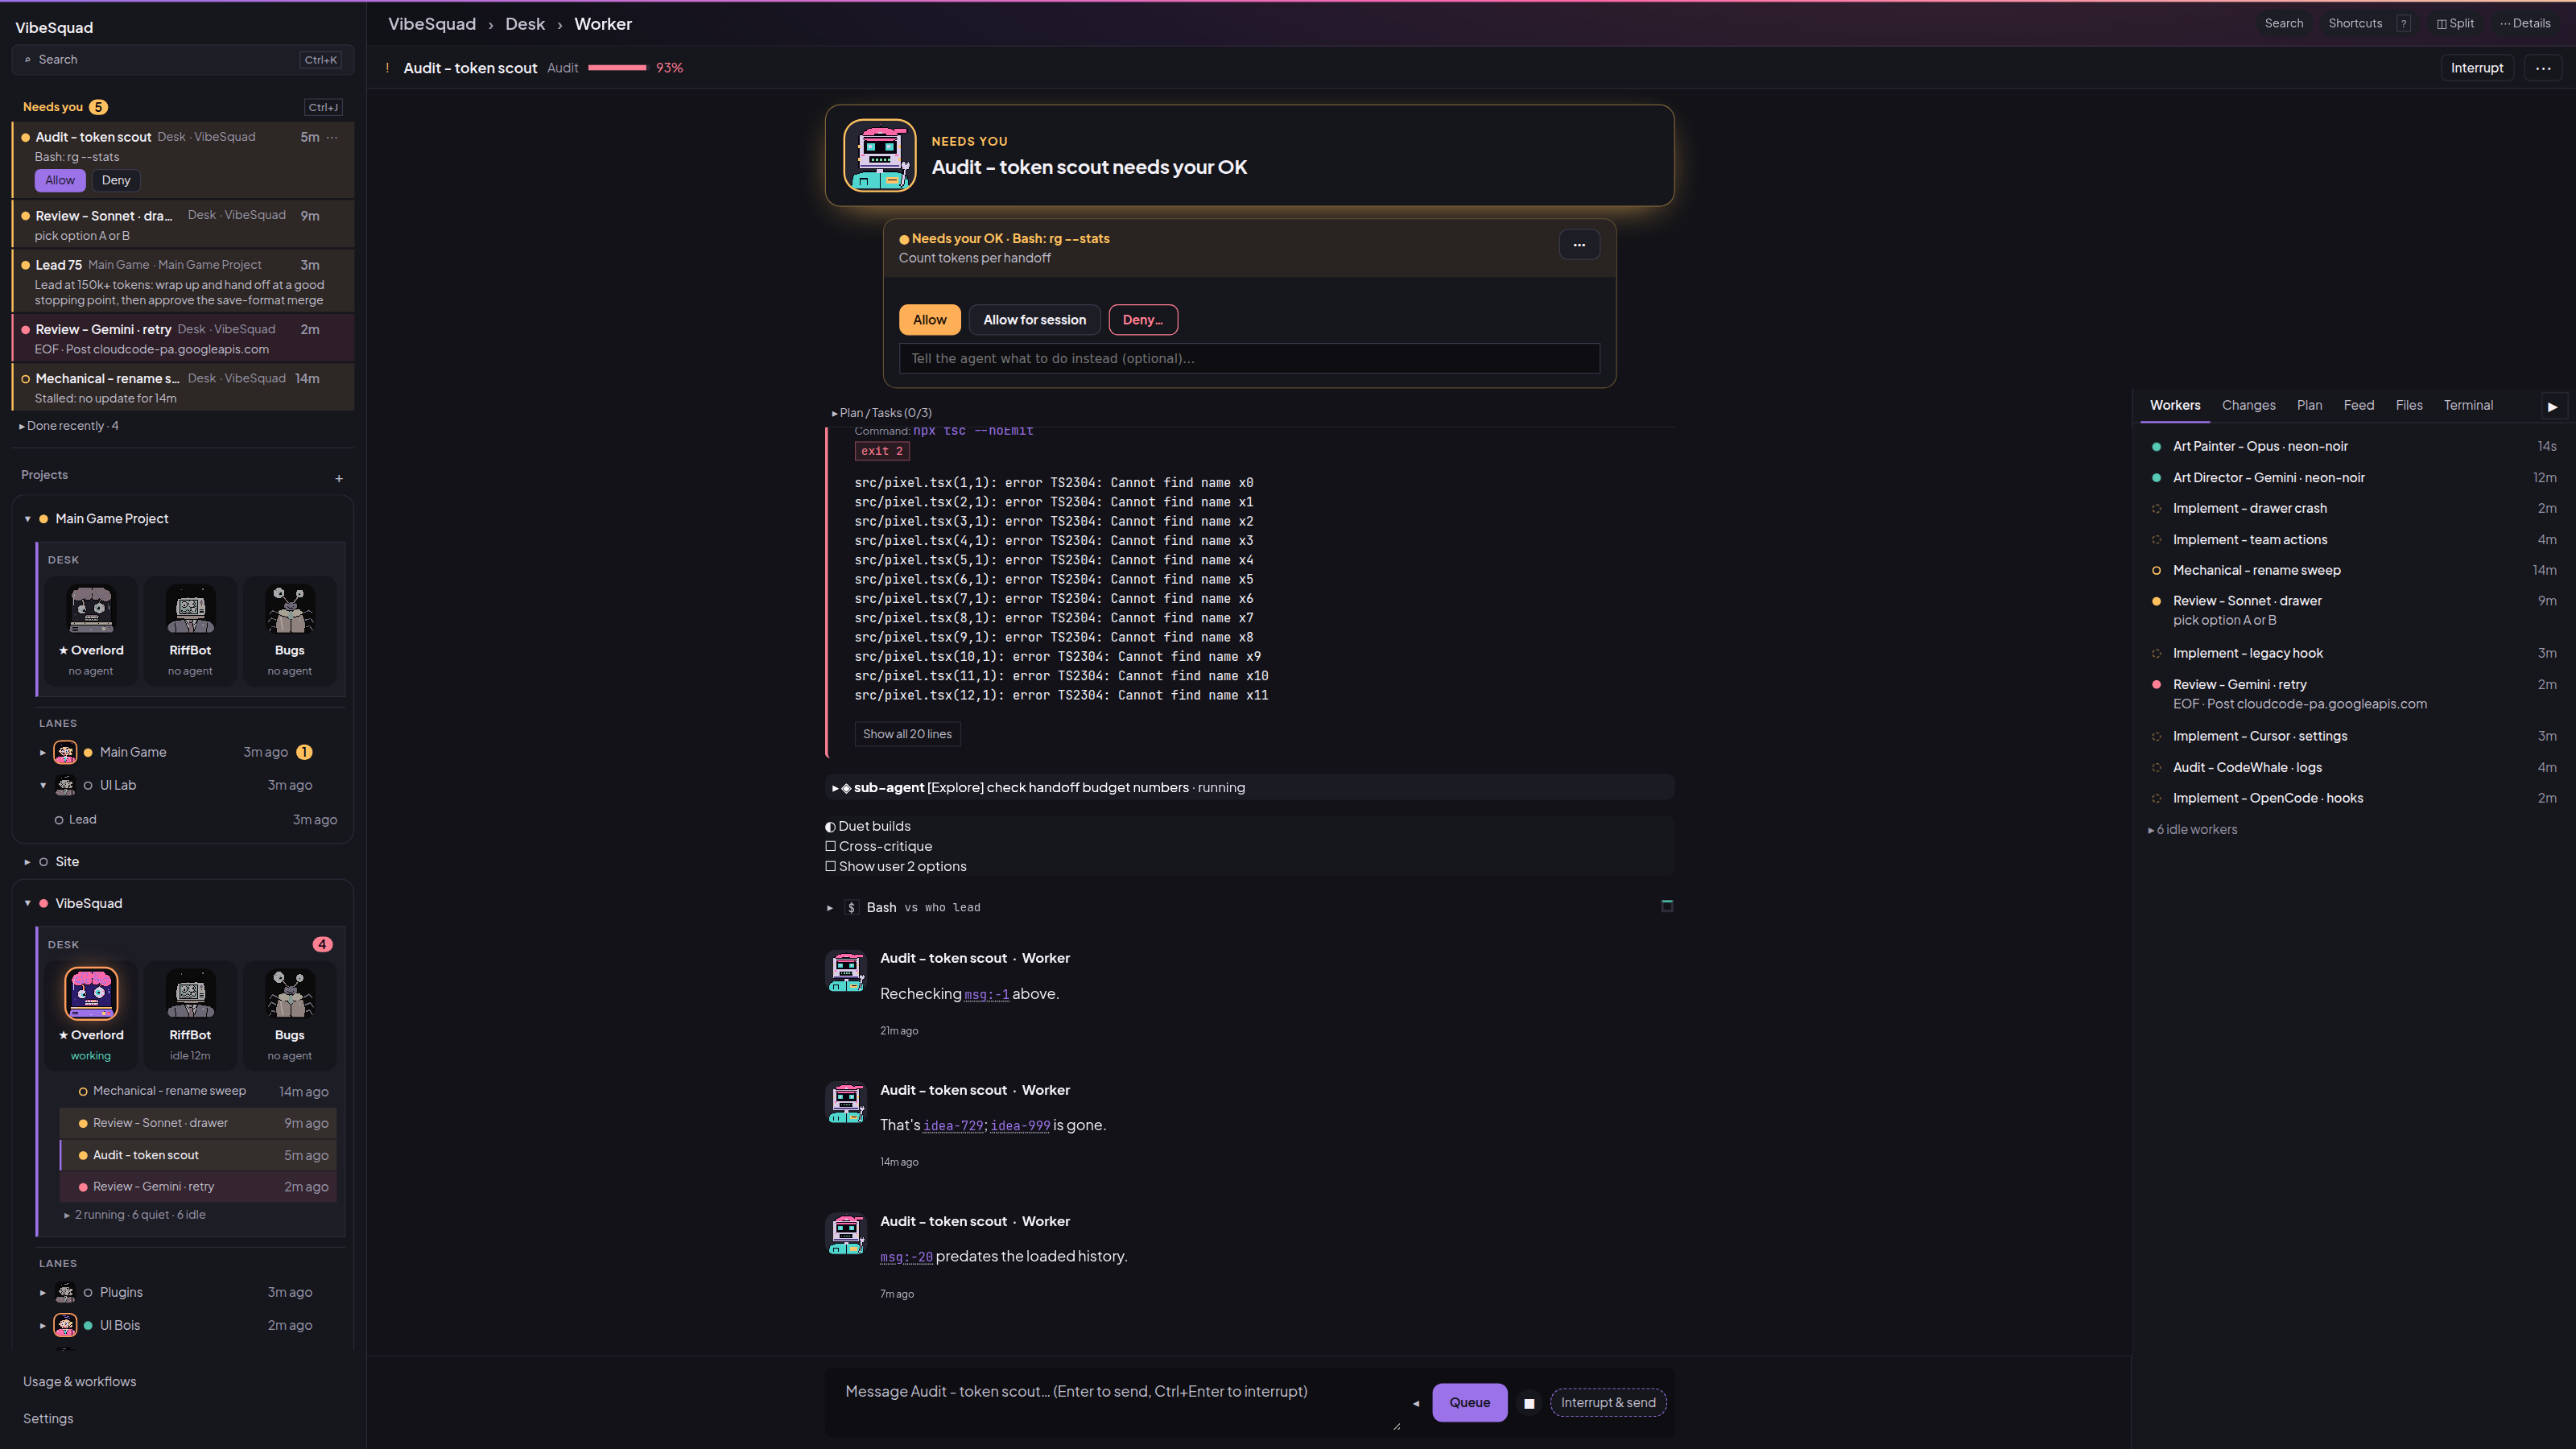 VibeSquad
Search Ctrl+K
Needs you 5 Ctrl+J
Audit – token scout Desk · VibeSquad 5m ···
Bash: rg --stats
Allow Deny
Review – Sonnet · dra... Desk · VibeSquad 9m
pick option A or B
Lead 75 Main Game · Main Game Project 3m
Lead at 150k+ tokens: wrap up and hand off at a good
stopping point, then approve the save-format merge
Review – Gemini · retry Desk · VibeSquad 2m
EOF · Post cloudcode-pa.googleapis.com
Mechanical – rename s... Desk · VibeSquad 14m
Stalled: no update for 14m
▸ Done recently · 4
Projects +
▾ Main Game Project
DESK
★ Overlord RiffBot Bugs
no agent no agent no agent
LANES
▸ Main Game 3m ago 1
▾ UI Lab 3m ago
Lead 3m ago
▸ Site
▾ VibeSquad
DESK 4
★ Overlord RiffBot Bugs
working idle 12m no agent
Mechanical – rename sweep 14m ago
Review – Sonnet · drawer 9m ago
Audit – token scout 5m ago
Review – Gemini · retry 2m ago
▸ 2 running · 6 quiet · 6 idle
LANES
▸ Plugins 3m ago
▸ UI Bois 2m ago
Usage & workflows
Settings
VibeSquad › Desk › Worker
Search Shortcuts ? Split ··· Details
! Audit – token scout Audit 93%
Interrupt ···
NEEDS YOU
Audit – token scout needs your OK
Needs your OK · Bash: rg --stats
···
Count tokens per handoff
Allow Allow for session Deny...
Tell the agent what to do instead (optional)...
▸ Plan / Tasks (0/3)
Command: npx tsc --noEmit
exit 2
src/pixel.tsx(1,1): error TS2304: Cannot find name x0
src/pixel.tsx(2,1): error TS2304: Cannot find name x1
src/pixel.tsx(3,1): error TS2304: Cannot find name x2
src/pixel.tsx(4,1): error TS2304: Cannot find name x3
src/pixel.tsx(5,1): error TS2304: Cannot find name x4
src/pixel.tsx(6,1): error TS2304: Cannot find name x5
src/pixel.tsx(7,1): error TS2304: Cannot find name x6
src/pixel.tsx(8,1): error TS2304: Cannot find name x7
src/pixel.tsx(9,1): error TS2304: Cannot find name x8
src/pixel.tsx(10,1): error TS2304: Cannot find name x9
src/pixel.tsx(11,1): error TS2304: Cannot find name x10
src/pixel.tsx(12,1): error TS2304: Cannot find name x11
Show all 20 lines
▸ ◈ sub-agent [Explore] check handoff budget numbers · running
◐ Duet builds
☐ Cross-critique
☐ Show user 2 options
▸ $ Bash vs who lead
Audit – token scout · Worker
Rechecking msg:-1 above.
21m ago
Audit – token scout · Worker
That's idea-729; idea-999 is gone.
14m ago
Audit – token scout · Worker
msg:-20 predates the loaded history.
7m ago
Message Audit – token scout... (Enter to send, Ctrl+Enter to interrupt)
◂ Queue ■ Interrupt & send
Workers Changes Plan Feed Files Terminal ▶
Art Painter – Opus · neon-noir 14s
Art Director – Gemini · neon-noir 12m
Implement – drawer crash 2m
Implement – team actions 4m
Mechanical – rename sweep 14m
Review – Sonnet · drawer 9m
pick option A or B
Implement – legacy hook 3m
Review – Gemini · retry 2m
EOF · Post cloudcode-pa.googleapis.com
Implement – Cursor · settings 3m
Audit – CodeWhale · logs 4m
Implement – OpenCode · hooks 2m
▸ 6 idle workers